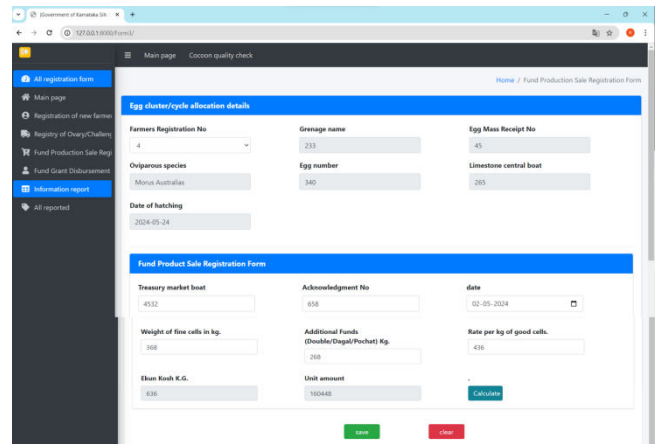 (Government of Karnataka Silk
127.0.0.1:8000/Form3/
Main page Cocoon quality check
All registration form
Home / Fund Production Sale Registration Form
Main page
Registration of new farmer
Registry of Ovary/Challeng
Fund Production Sale Regi
Fund Grant Disbursement
Information report
All reported
Egg cluster/cycle allocation details
Farmers Registration No Grenage name Egg Mass Receipt No
4 233 45
Oviparous species Egg number Limestone central boat
Morus Australias 340 265
Date of hatching
2024-05-24
Fund Product Sale Registration Form
Treasury market boat Acknowledgment No date
4532 658 02-05-2024
Weight of fine cells in kg. Additional Funds Rate per kg of good cells.
(Double/Dagal/Pochat) Kg.
368 268 436
Ekun Kosh K.G. Unit amount .
636 160448 Calculate
save clear